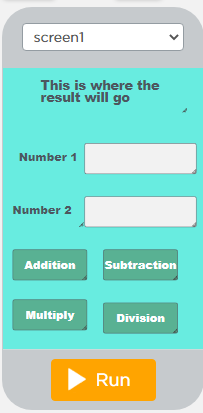 screen1
This is where the
result will go
Number 1
Number 2
Addition
Subtraction
Multiply
Division
Run